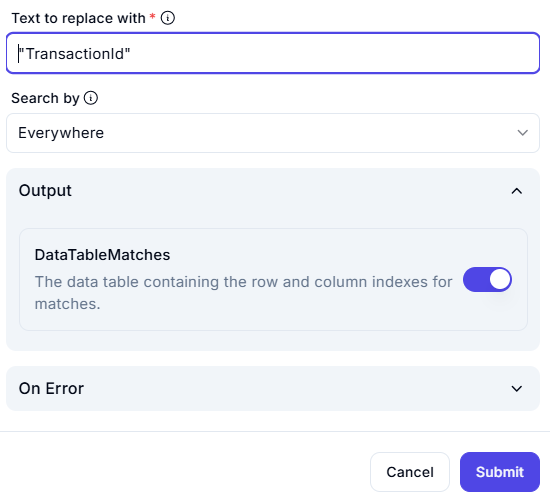 Text to replace with *
"TransactionId"
Search by
Everywhere
Output
DataTableMatches
The data table containing the row and column indexes for
matches.
On Error
Cancel Submit